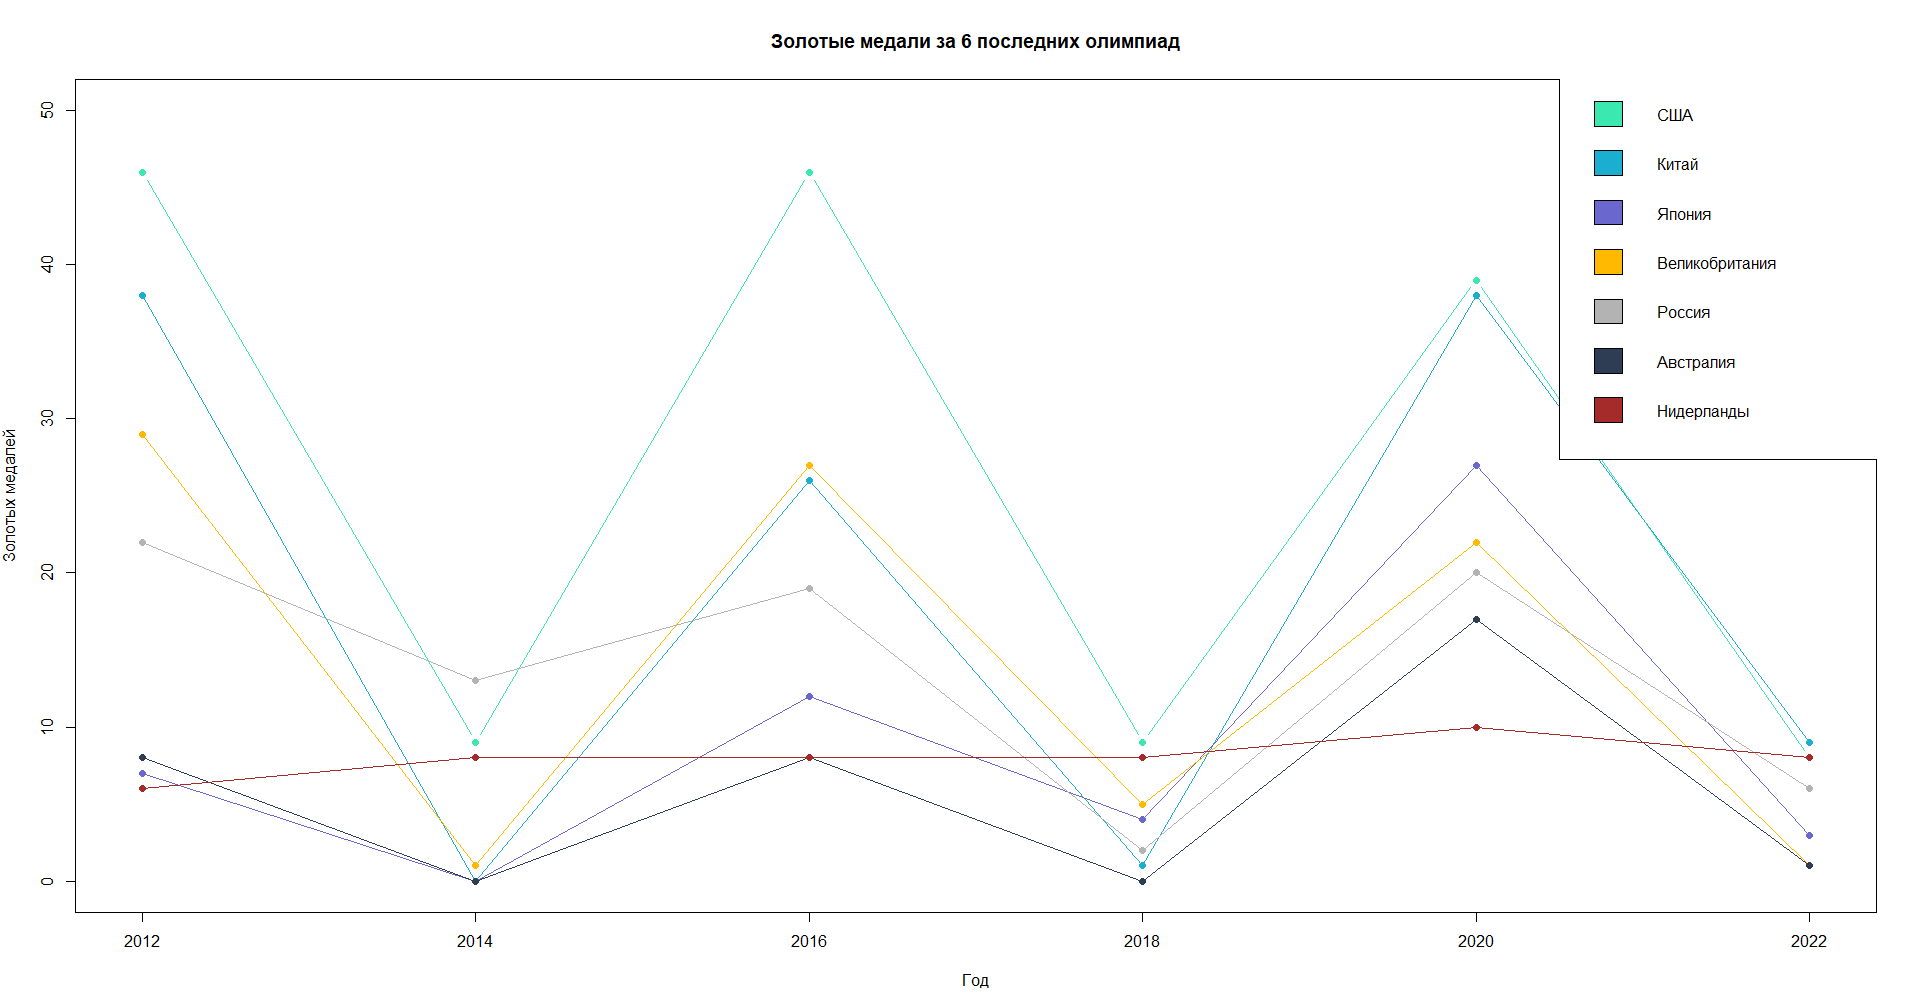 Золотые медали за 6 последних олимпиад
50
40
30
20
10
0
Золотых медалей
США
Китай
Япония
Великобритания
Россия
Австралия
Нидерланды
2012 2014 2016 2018 2020 2022
Год